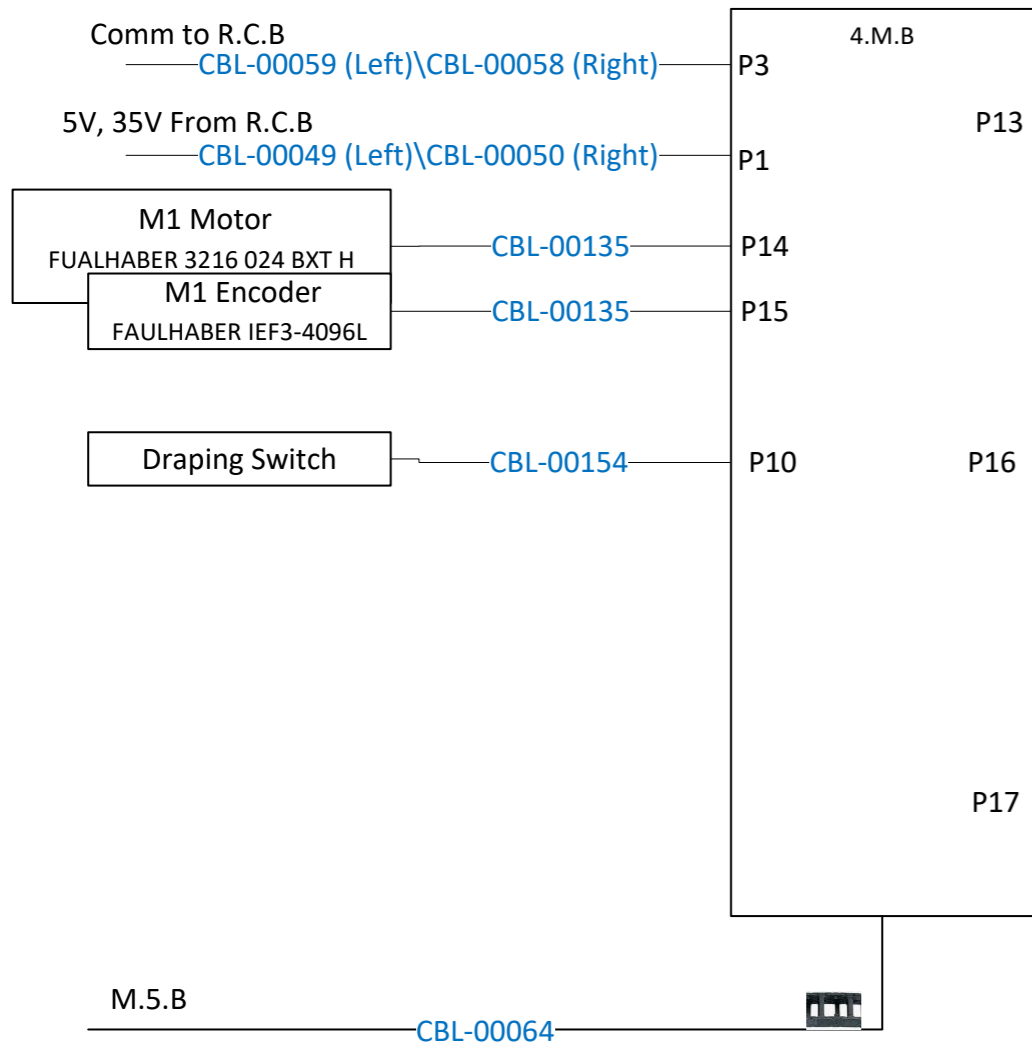 Comm to R.C.B
4.M.B
CBL-00059 (Left)\CBL-00058 (Right)
P3
5V, 35V From R.C.B
P13
CBL-00049 (Left)\CBL-00050 (Right)
P1
M1 Motor
FUALHABER 3216 024 BXT H
CBL-00135
P14
M1 Encoder
FAULHABER IEF3-4096L
CBL-00135
P15
Draping Switch
CBL-00154
P10
P16
P17
M.5.B
CBL-00064